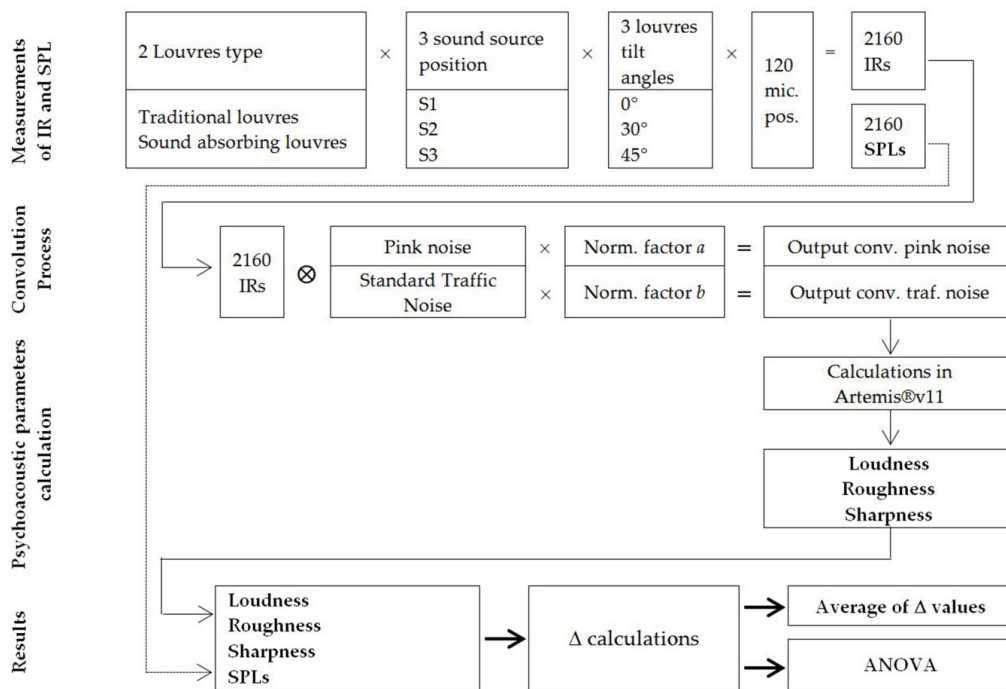 Measurements
of IR and SPL
2 Louvres type
×
3 sound source
position
×
3 louvres
tilt
angles
×
120
mic.
pos.
=
2160
IRs
Traditional louvres
Sound absorbing louvres
S1
S2
S3
0°
30°
45°
2160
SPLs
Convolution
Process
2160
IRs
⊗
Pink noise
×
Norm. factor a
=
Output conv. pink noise
Standard Traffic
Noise
×
Norm. factor b
=
Output conv. traf. noise
Psychoacoustic parameters
calculation
Calculations in
Artemis®v11
Loudness
Roughness
Sharpness
Results
Loudness
Roughness
Sharpness
SPLs
Δ calculations
Average of Δ values
ANOVA